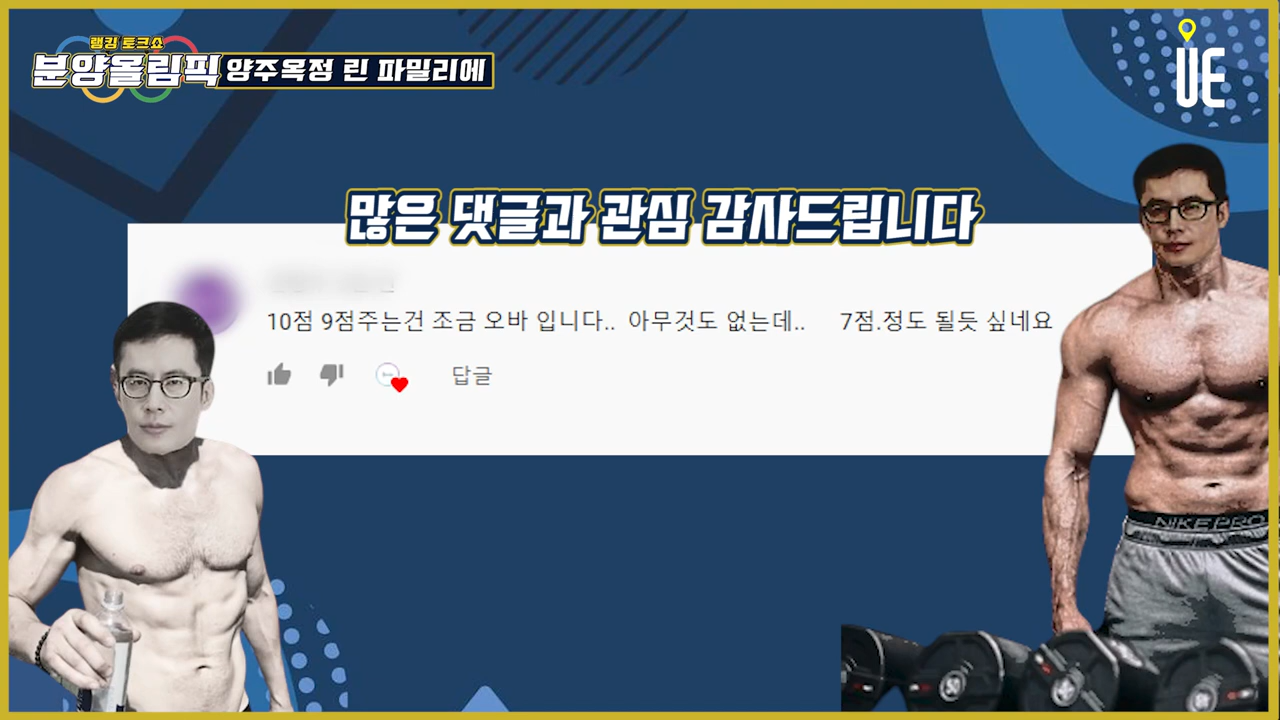 랭킹 토크쇼
분양올림픽 양주옥정 린 파밀리에
UE
많은 댓글과 관심 감사드립니다
10점 9점주는건 조금 오바 입니다.. 아무것도 없는데.. 7점.정도 될듯 싶네요
답글
NIKE PRO